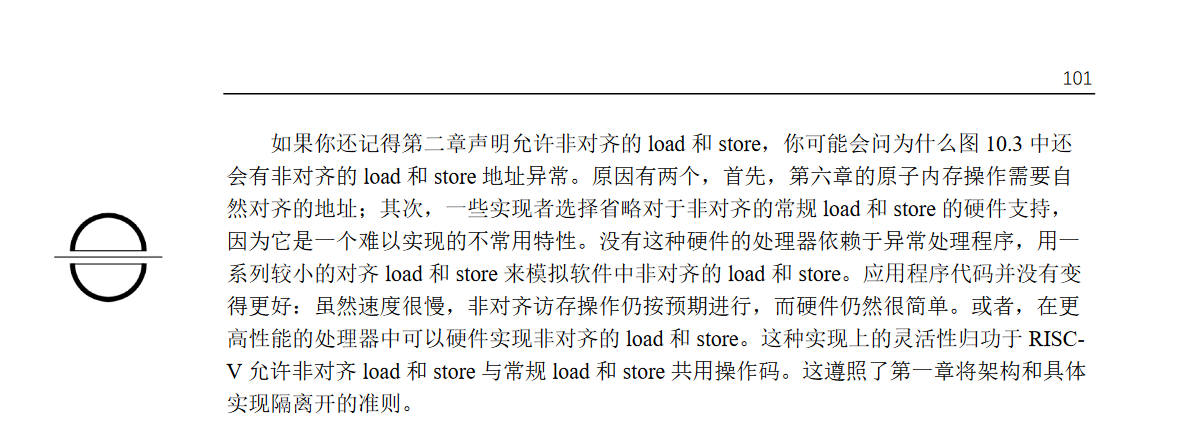 101
如果你还记得第二章声明允许非对齐的 load 和 store，你可能会问为什么图 10.3 中还
会有非对齐的 load 和 store 地址异常。原因有两个，首先，第六章的原子内存操作需要自
然对齐的地址；其次，一些实现者选择省略对于非对齐的常规 load 和 store 的硬件支持，
因为它是一个难以实现的不常用特性。没有这种硬件的处理器依赖于异常处理程序，用一
系列较小的对齐 load 和 store 来模拟软件中非对齐的 load 和 store。应用程序代码并没有变
得更好：虽然速度很慢，非对齐访存操作仍按预期进行，而硬件仍然很简单。或者，在更
高性能的处理器中可以硬件实现非对齐的 load 和 store。这种实现上的灵活性归功于 RISC-
V 允许非对齐 load 和 store 与常规 load 和 store 共用操作码。这遵照了第一章将架构和具体
实现隔离开的准则。